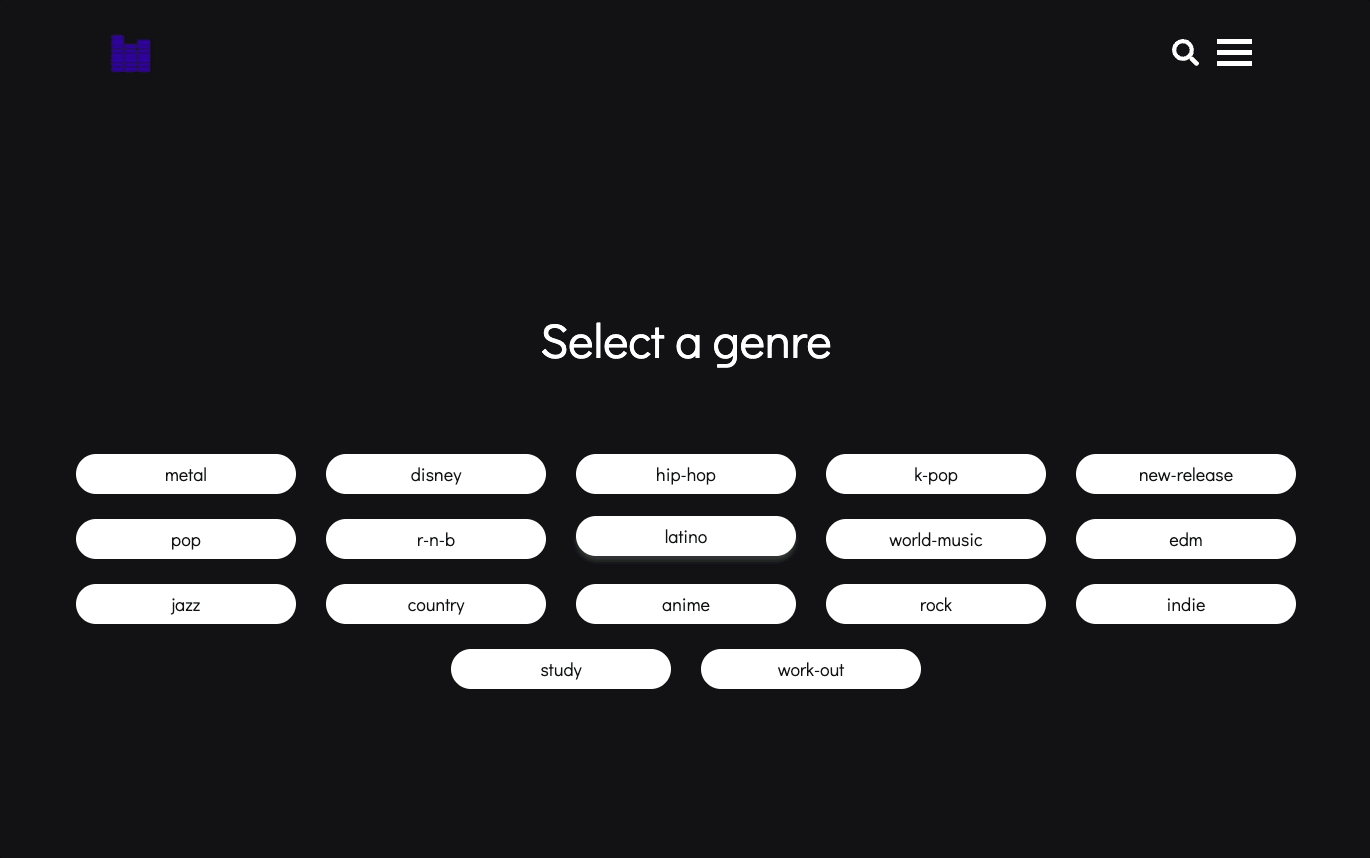 Select a genre
metal disney hip-hop k-pop new-release
pop r-n-b latino world-music edm
jazz country anime rock indie
study work-out